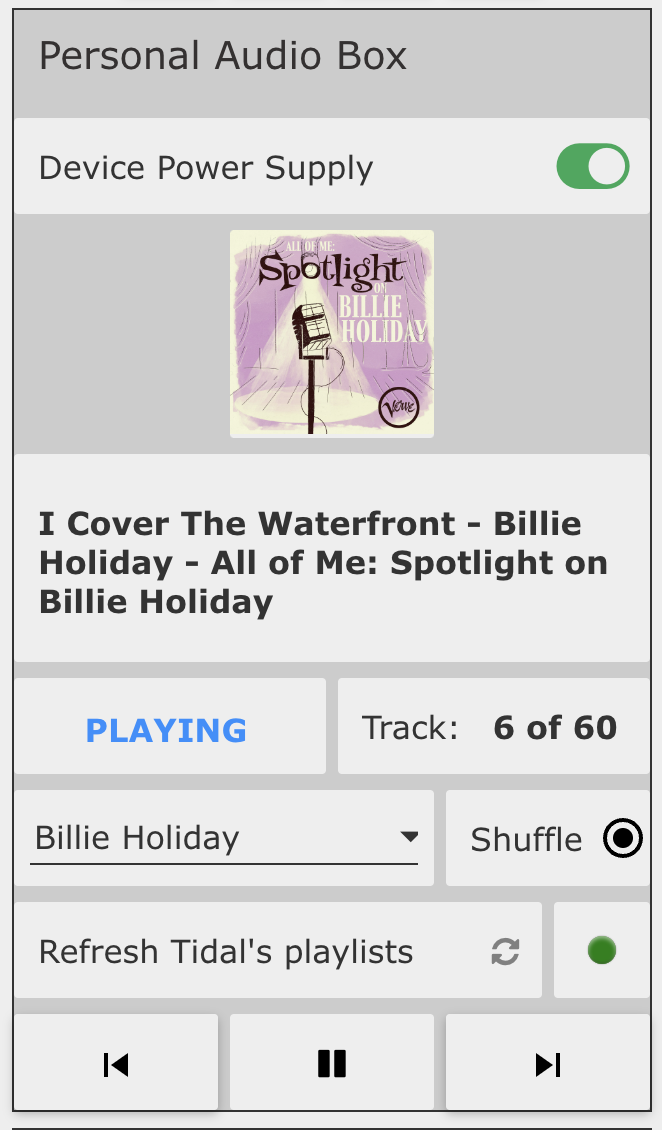 Personal Audio Box
Device Power Supply
ALL OF ME:
Spotlight
ON
BILLIE
HOLIDAY
Verve
I Cover The Waterfront - Billie
Holiday - All of Me: Spotlight on
Billie Holiday
PLAYING
Track: 6 of 60
Billie Holiday
Shuffle
Refresh Tidal's playlists